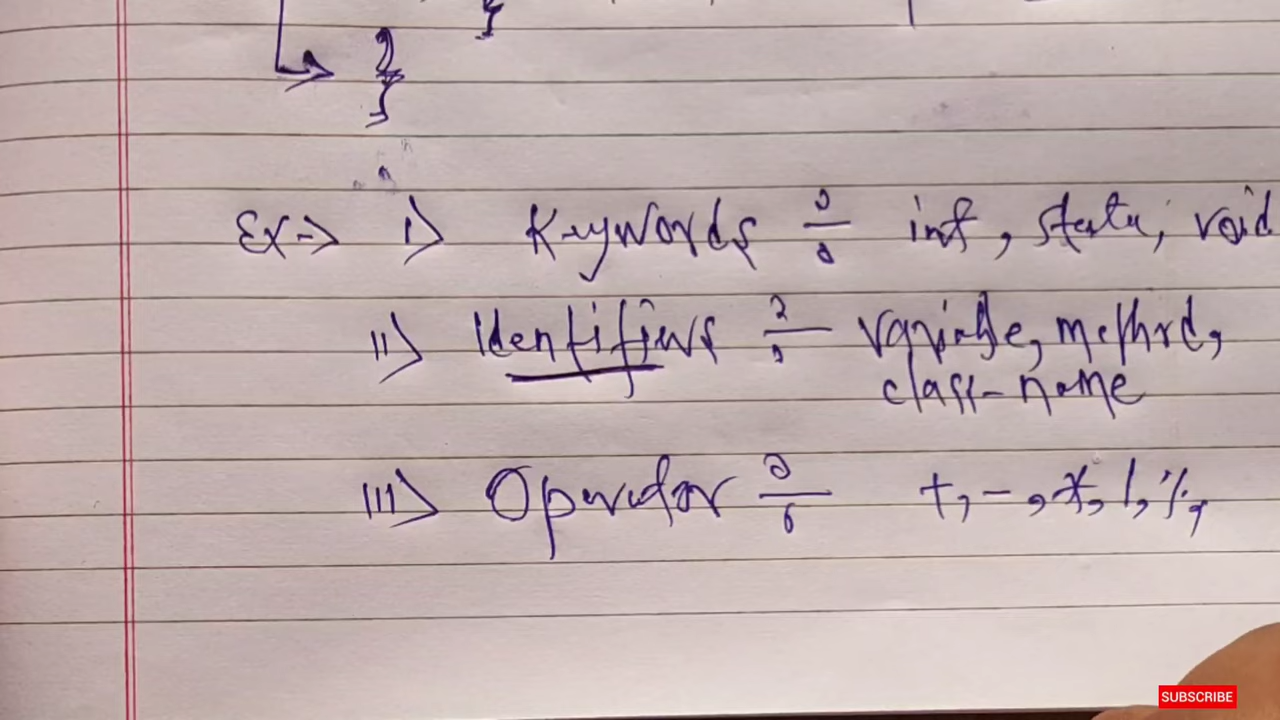 }
}
Ex→ i) Keywords :- int, static, void
ii) Identifiers :- variable, method,
class-name
iii) Operator :- +, -, *, /, %,
SUBSCRIBE